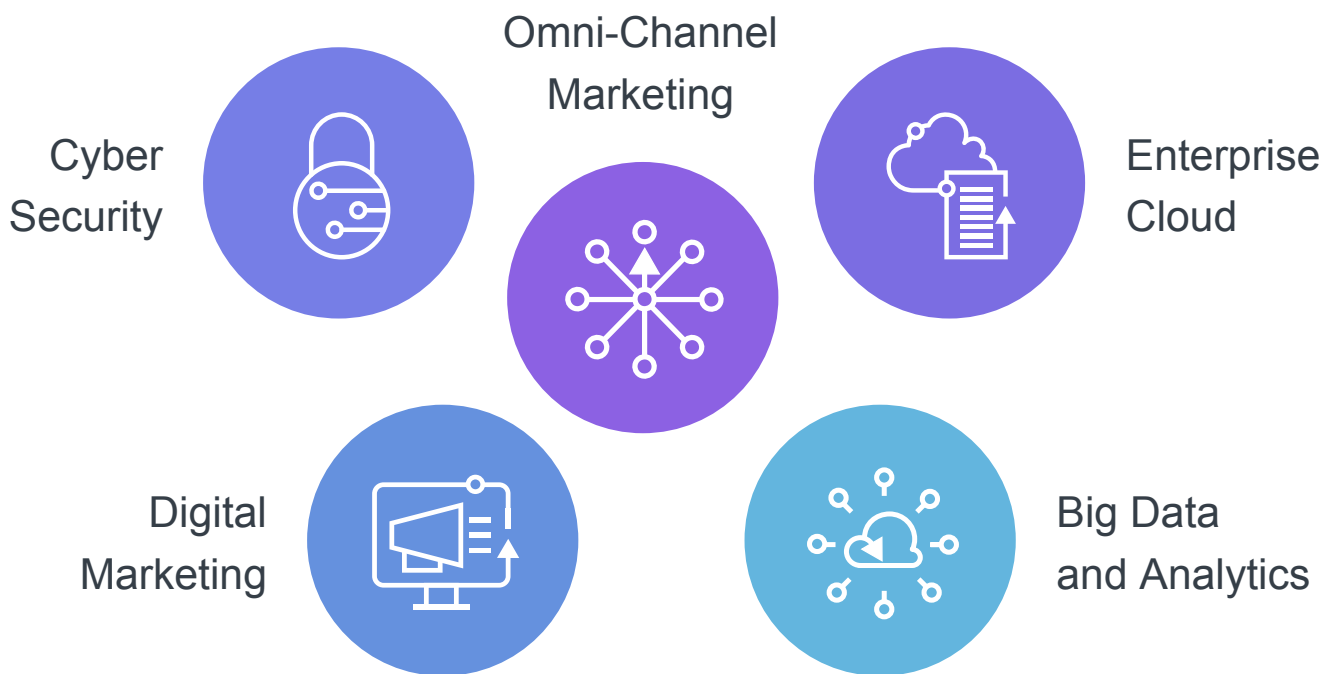 Omni-Channel
Marketing
Cyber
Security
Enterprise
Cloud
Digital
Marketing
Big Data
and Analytics